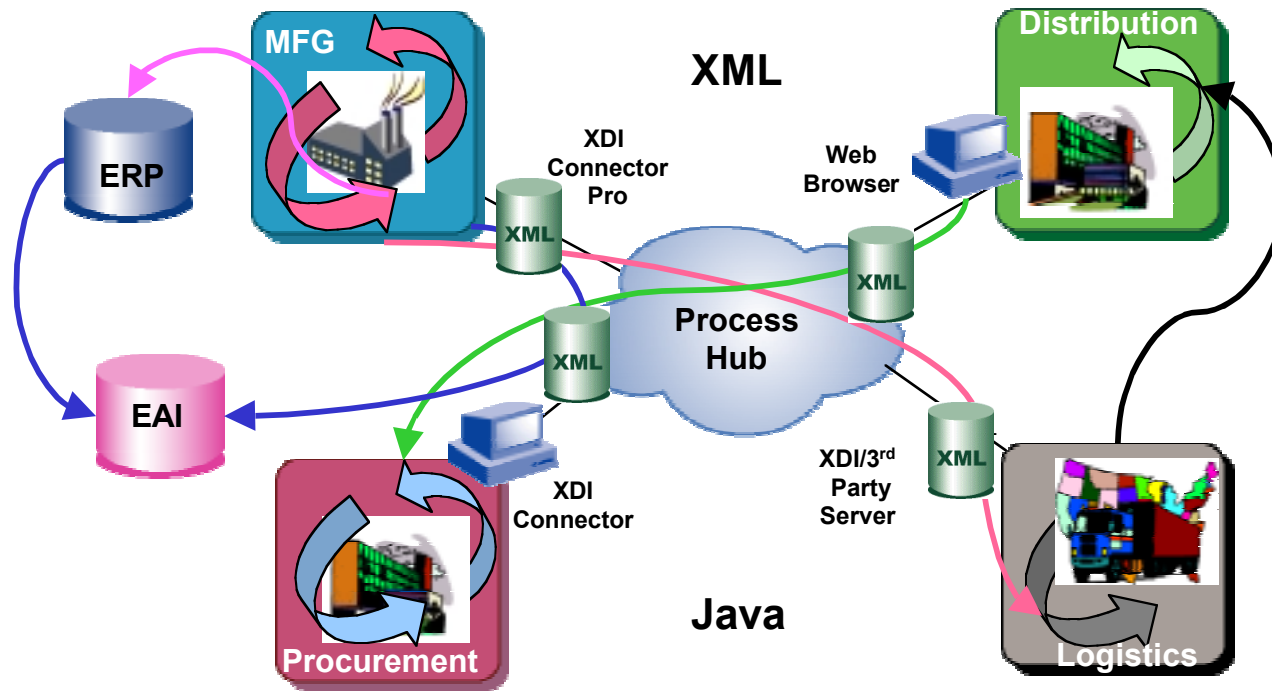 MFG
XML
Distribution
ERP
XDI
Connector
Pro
Web
Browser
XML
XML
Process
Hub
XML
EAI
XDI
Connector
XDI/3rd
Party
Server
XML
Procurement
Java
Logistics